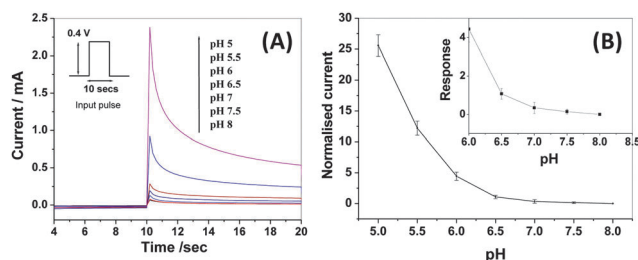 (A)
0.4 V
10 secs
Input pulse
pH 5
pH 5.5
pH 6
pH 6.5
pH 7
pH 7.5
pH 8
Current / mA
2.5
2.0
1.5
1.0
0.5
0.0
4 6 8 10 12 14 16 18 20
Time /sec
(B)
Normalised current
30
25
20
15
10
5
0
5.0 5.5 6.0 6.5 7.0 7.5 8.0
pH
Response
4
2
0
6.0 6.5 7.0 7.5 8.0 8.5
pH